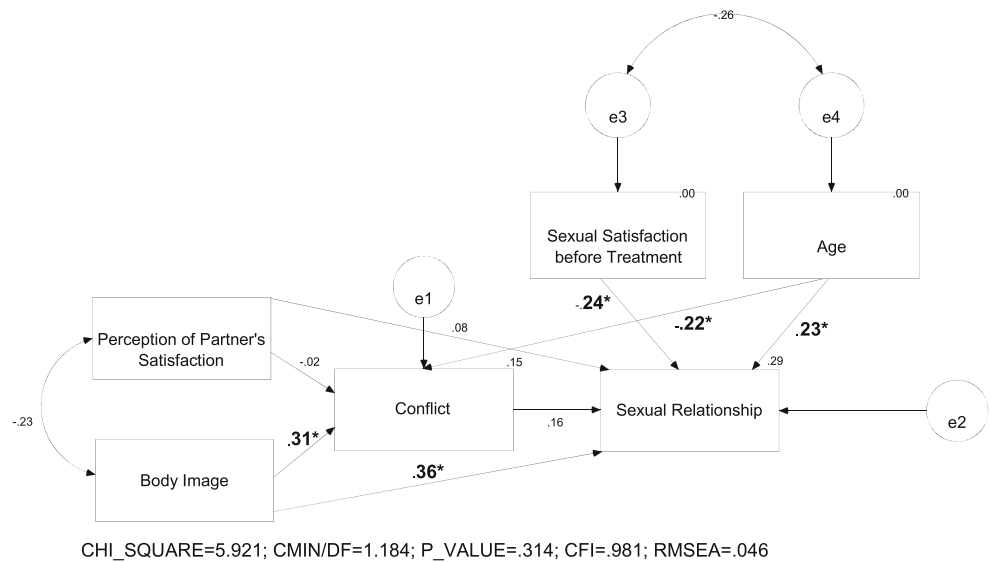 -.26
e3
e4
.00
.00
Sexual Satisfaction
before Treatment
Age
e1
-.24*
-.22*
.23*
.08
Perception of Partner's
Satisfaction
-.02
.15
.29
-.23
Conflict
.16
Sexual Relationship
e2
.31*
.36*
Body Image
CHI_SQUARE=5.921; CMIN/DF=1.184; P_VALUE=.314; CFI=.981; RMSEA=.046